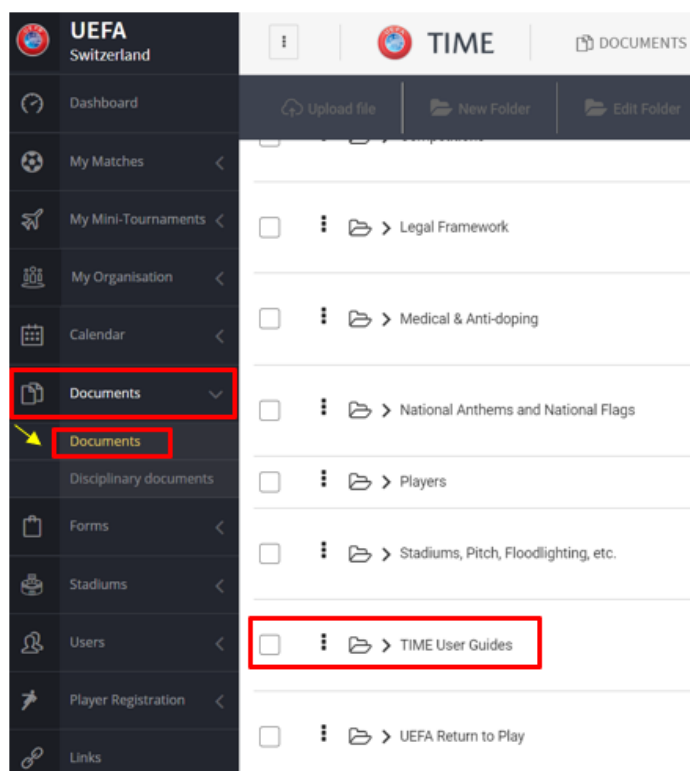 UEFA
Switzerland
Dashboard
My Matches
My Mini-Tournaments
My Organisation
Calendar
Documents
Documents
Disciplinary documents
Forms
Stadiums
Users
Player Registration
Links
TIME
DOCUMENTS
Upload file
New Folder
Edit Folder
Legal Framework
Medical & Anti-doping
National Anthems and National Flags
Players
Stadiums, Pitch, Floodlighting, etc.
TIME User Guides
UEFA Return to Play